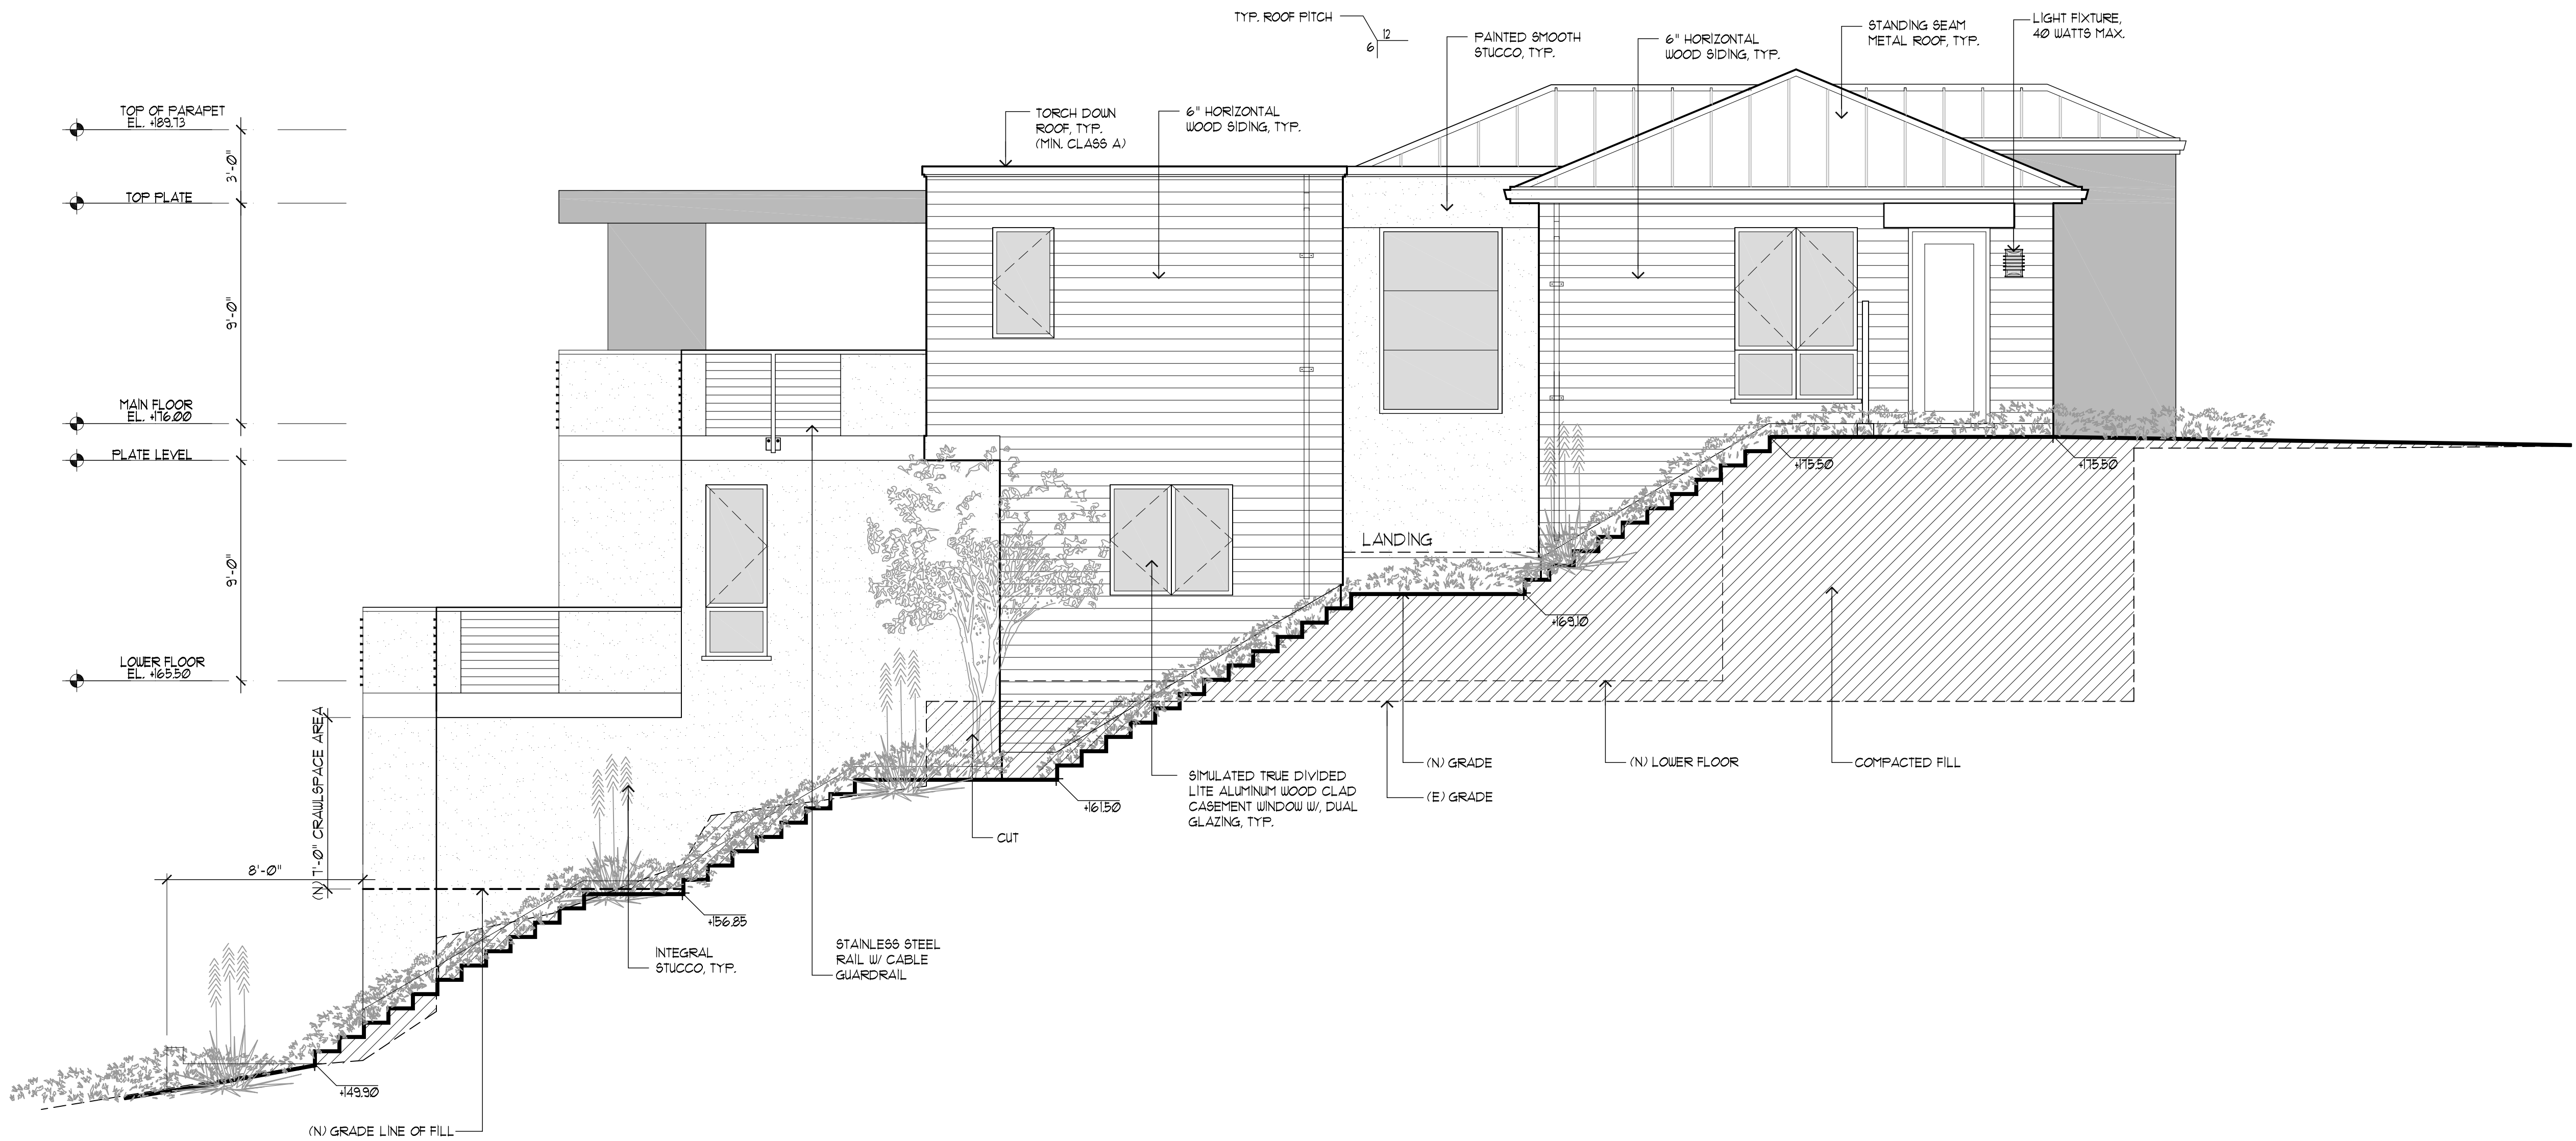 TYP. ROOF PITCH
12
6
PAINTED SMOOTH
STUCCO, TYP.
6" HORIZONTAL
WOOD SIDING, TYP.
STANDING SEAM
METAL ROOF, TYP.
LIGHT FIXTURE,
40 WATTS MAX.
TOP OF PARAPET
EL. +189.73
TORCH DOWN
ROOF, TYP.
(MIN. CLASS A)
6" HORIZONTAL
WOOD SIDING, TYP.
3'-0"
TOP PLATE
9'-0"
MAIN FLOOR
EL. +176.00
PLATE LEVEL
+175.50
+175.50
9'-0"
LANDING
+169.10
LOWER FLOOR
EL. +165.50
(N) 7'-0" CRAWLSPACE AREA
(N) GRADE
(N) LOWER FLOOR
COMPACTED FILL
(E) GRADE
SIMULATED TRUE DIVIDED
LITE ALUMINUM WOOD CLAD
CASEMENT WINDOW W/, DUAL
GLAZING, TYP.
+161.50
CUT
8'-0"
+156.85
INTEGRAL
STUCCO, TYP.
STAINLESS STEEL
RAIL W/ CABLE
GUARDRAIL
+149.90
(N) GRADE LINE OF FILL